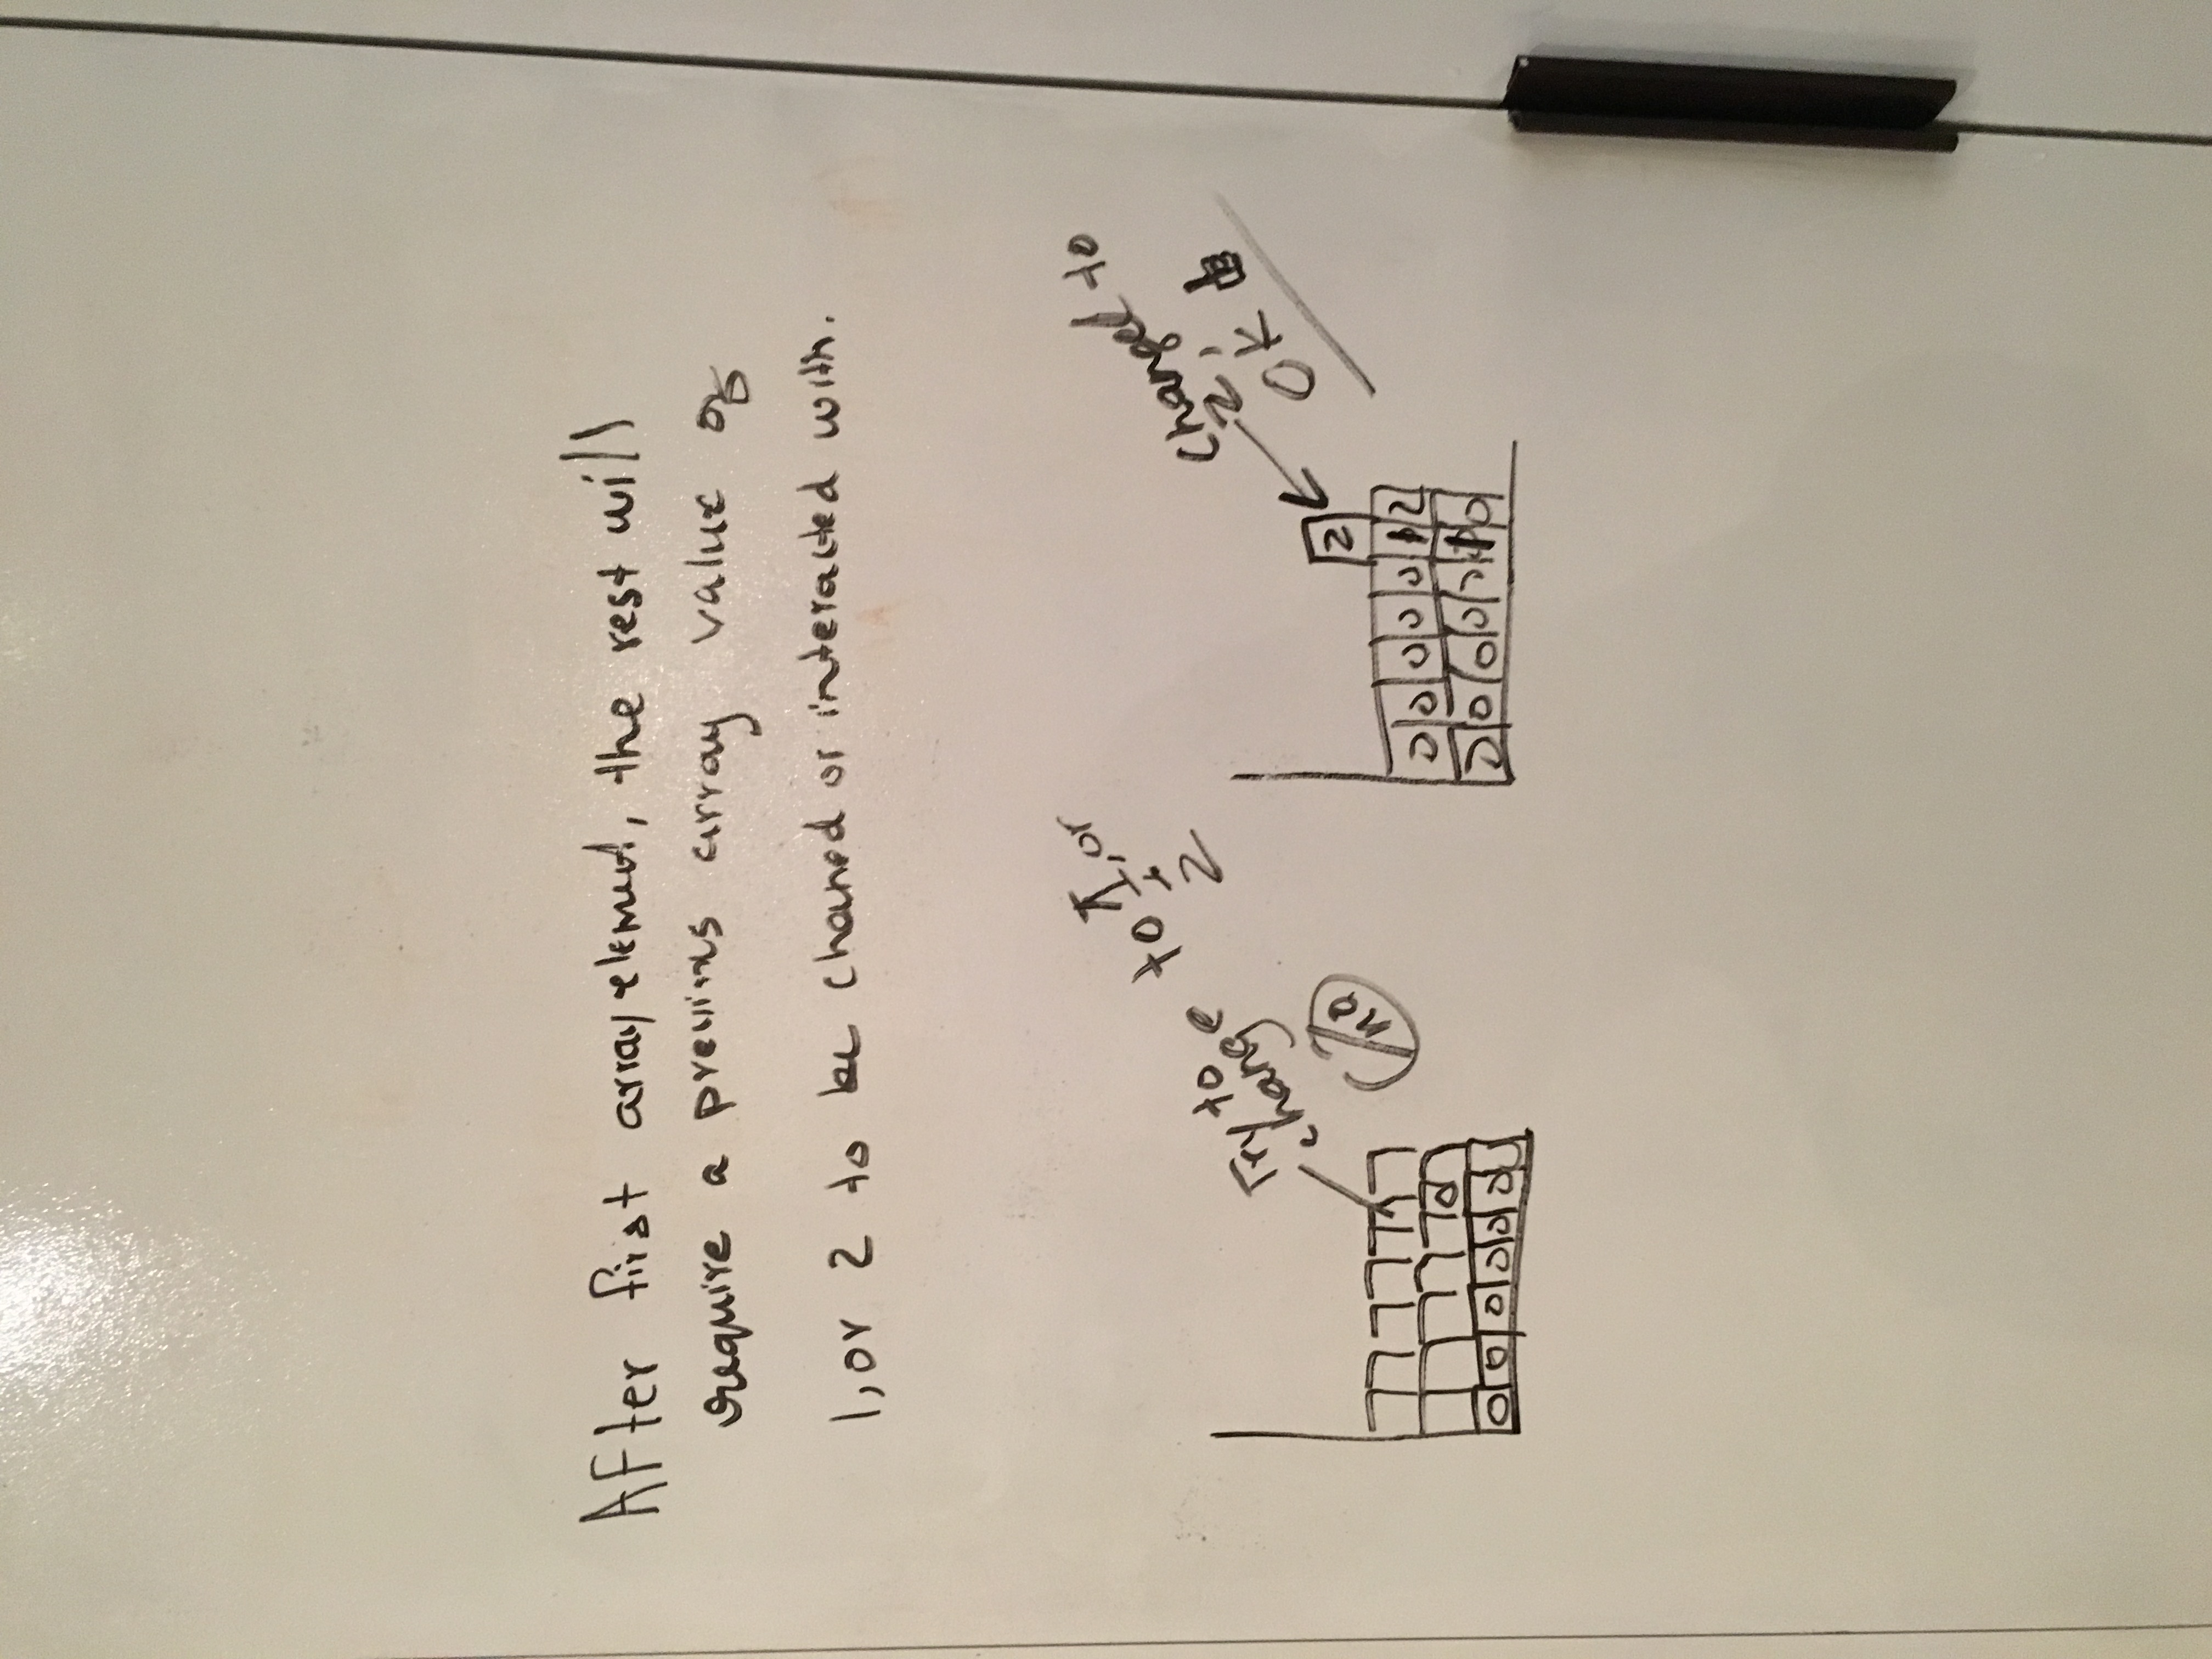 After first array element, the rest will
require a previous array value of
1, or 2 to be chaned or interacted with.
Try to
change to 1, or
2
no
0
0 0 0 0 0 0
changed to
2,
OK
2
0 0 0 0 0 1 2
0 0 0 0 0 1 0